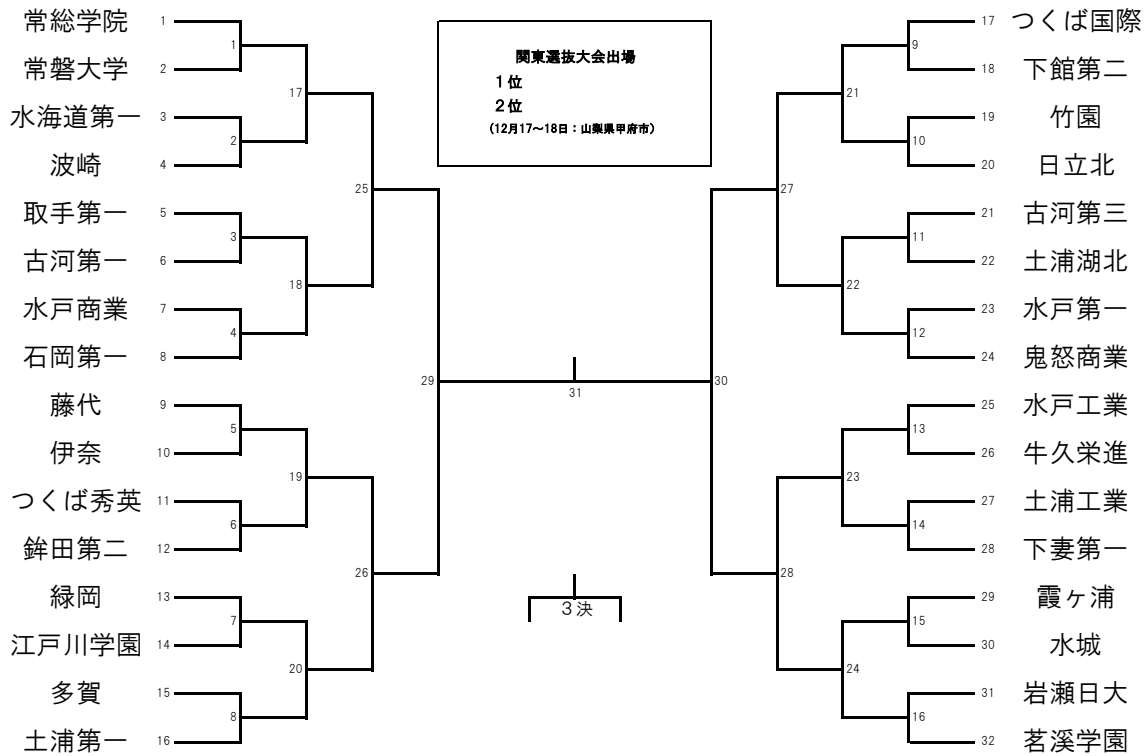 常総学院 1
常磐大学 2
水海道第一 3
波崎 4
取手第一 5
古河第一 6
水戸商業 7
石岡第一 8
藤代 9
伊奈 10
つくば秀英 11
鉾田第二 12
緑岡 13
江戸川学園 14
多賀 15
土浦第一 16
1
2
3
4
5
6
7
8
17
18
19
20
25
26
29
関東選抜大会出場
1位
2位
(12月17～18日：山梨県甲府市)
31
3決
30
27
28
21
22
23
24
9
10
11
12
13
14
15
16
17 つくば国際
18 下館第二
19 竹園
20 日立北
21 古河第三
22 土浦湖北
23 水戸第一
24 鬼怒商業
25 水戸工業
26 牛久栄進
27 土浦工業
28 下妻第一
29 霞ヶ浦
30 水城
31 岩瀬日大
32 茗溪学園